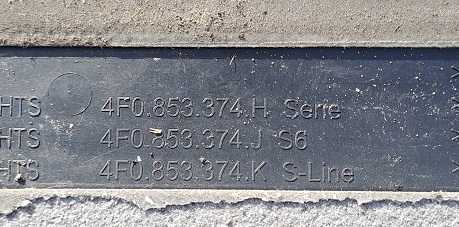 HTS 4F0.853.374.H Serie
HTS 4F0.853.374.J S6
HTS 4F0.853.374.K S-Line